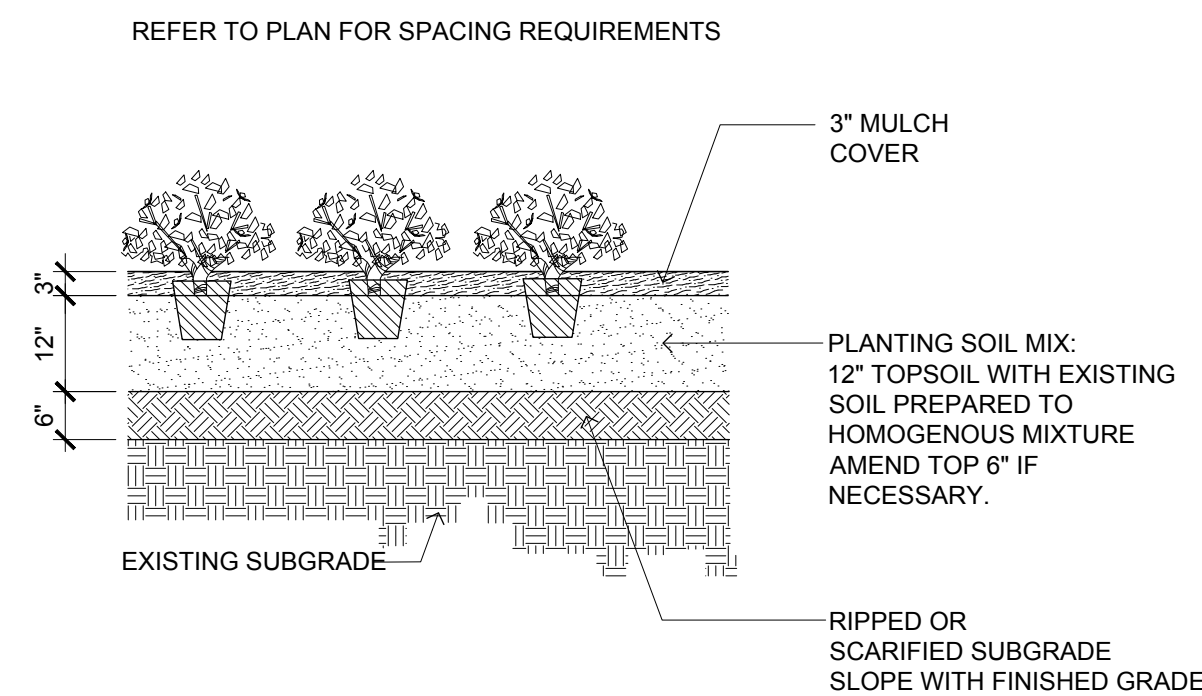 REFER TO PLAN FOR SPACING REQUIREMENTS
3" MULCH
COVER
3"
12"
6"
PLANTING SOIL MIX:
12" TOPSOIL WITH EXISTING
SOIL PREPARED TO
HOMOGENOUS MIXTURE
AMEND TOP 6" IF
NECESSARY.
EXISTING SUBGRADE
RIPPED OR
SCARIFIED SUBGRADE
SLOPE WITH FINISHED GRADE